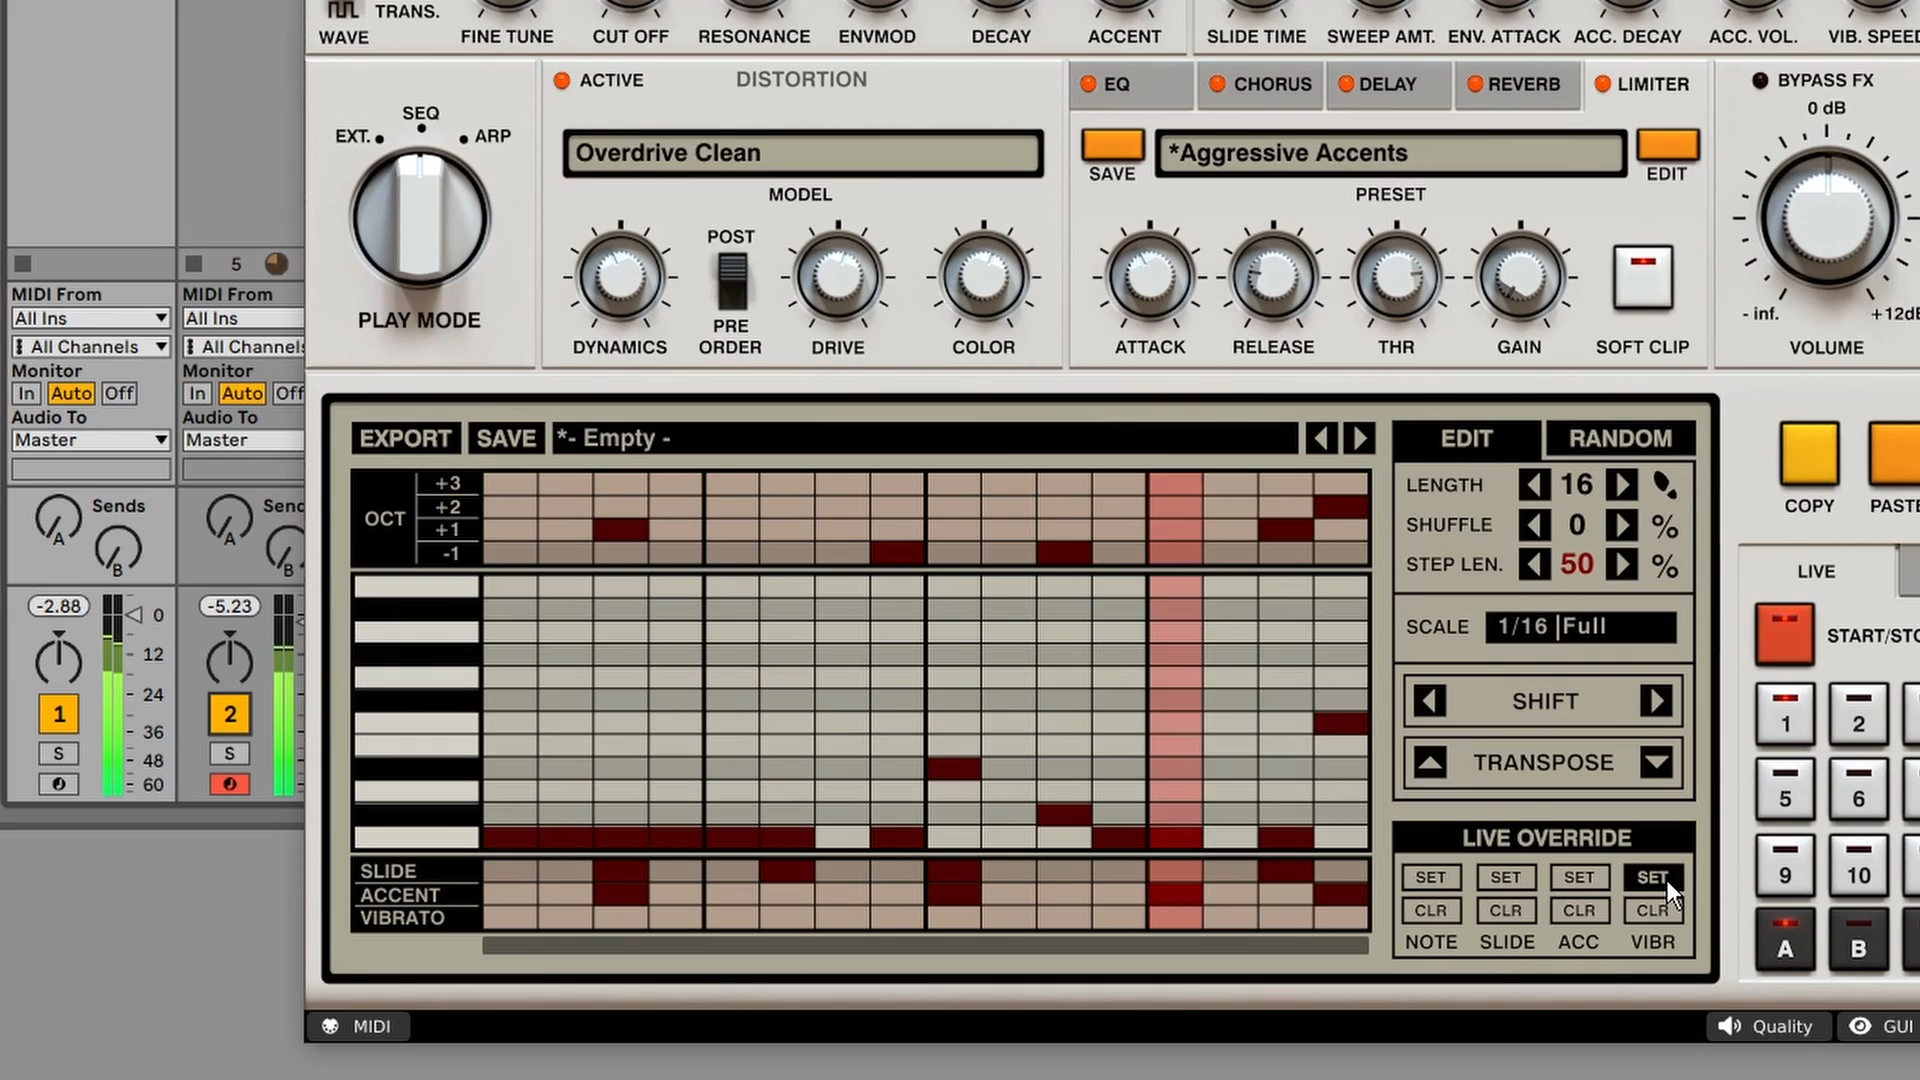 TRANS.
WAVE
FINE TUNE
CUT OFF
RESONANCE
ENVMOD
DECAY
ACCENT
SLIDE TIME
SWEEP AMT.
ENV. ATTACK
ACC. DECAY
ACC. VOL.
VIB. SPEED
ACTIVE
DISTORTION
EQ
CHORUS
DELAY
REVERB
LIMITER
BYPASS FX
0 dB
SEQ
EXT.
ARP
PLAY MODE
Overdrive Clean
MODEL
SAVE
*Aggressive Accents
EDIT
PRESET
POST
PRE
DYNAMICS
ORDER
DRIVE
COLOR
ATTACK
RELEASE
THR
GAIN
SOFT CLIP
- inf.
+12dB
VOLUME
5
MIDI From
MIDI From
All Ins
All Ins
All Channels
All Channels
Monitor
Monitor
In
Auto
Off
In
Auto
Off
Audio To
Audio To
Master
Master
Sends
A
B
A
B
-2.88
-5.23
0
12
24
36
48
60
1
2
S
S
EXPORT
SAVE
*- Empty -
OCT
+3
+2
+1
-1
SLIDE
ACCENT
VIBRATO
EDIT
RANDOM
LENGTH
16
SHUFFLE
0
%
STEP LEN.
50
%
SCALE
1/16 |Full
SHIFT
TRANSPOSE
LIVE OVERRIDE
SET
SET
SET
SET
CLR
CLR
CLR
CLR
NOTE
SLIDE
ACC
VIBR
COPY
LIVE
1
2
5
6
9
10
A
B
MIDI
Quality
GUI